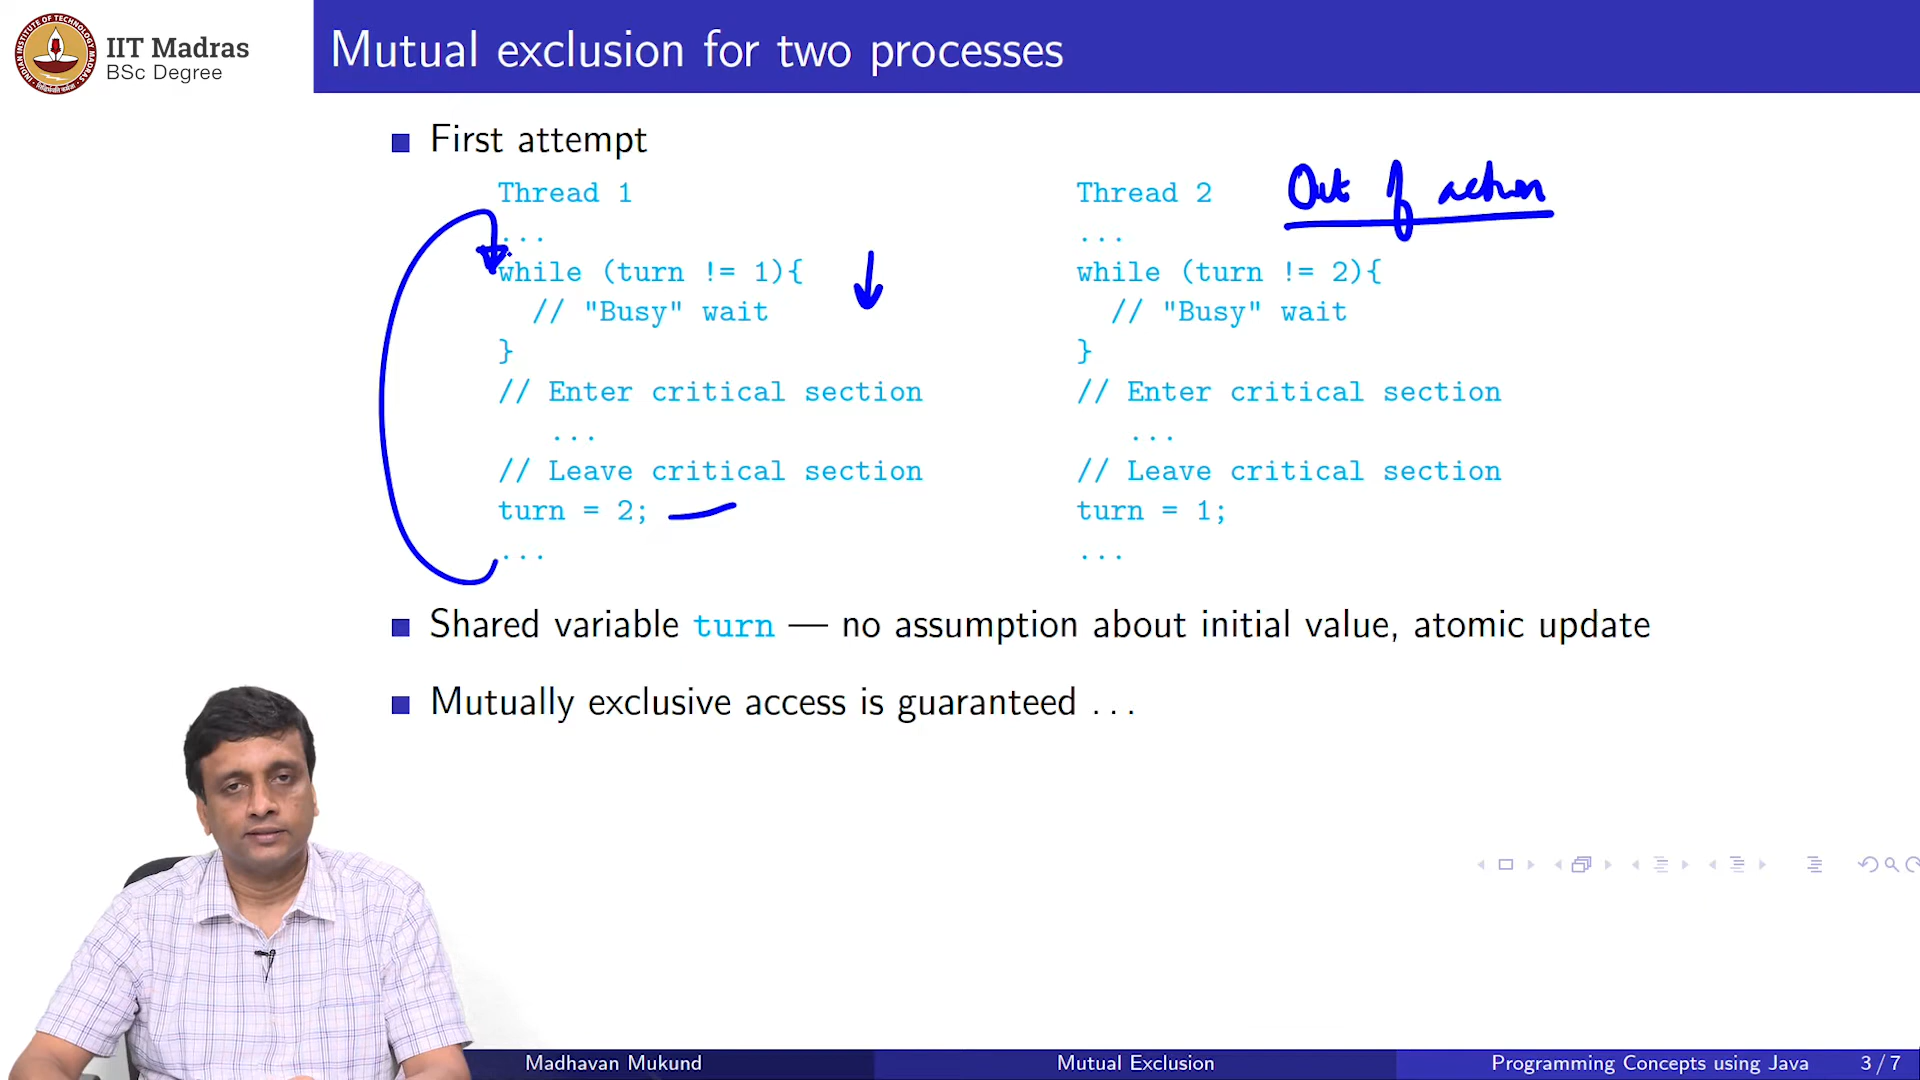 IIT Madras
BSc Degree
Mutual exclusion for two processes
First attempt
Thread 1
...
while (turn != 1){
// "Busy" wait
}
// Enter critical section
...
// Leave critical section
turn = 2;
...
Thread 2 Out of action
...
while (turn != 2){
// "Busy" wait
}
// Enter critical section
...
// Leave critical section
turn = 1;
...
Shared variable turn — no assumption about initial value, atomic update
Mutually exclusive access is guaranteed ...
Madhavan Mukund Mutual Exclusion Programming Concepts using Java 3 / 7